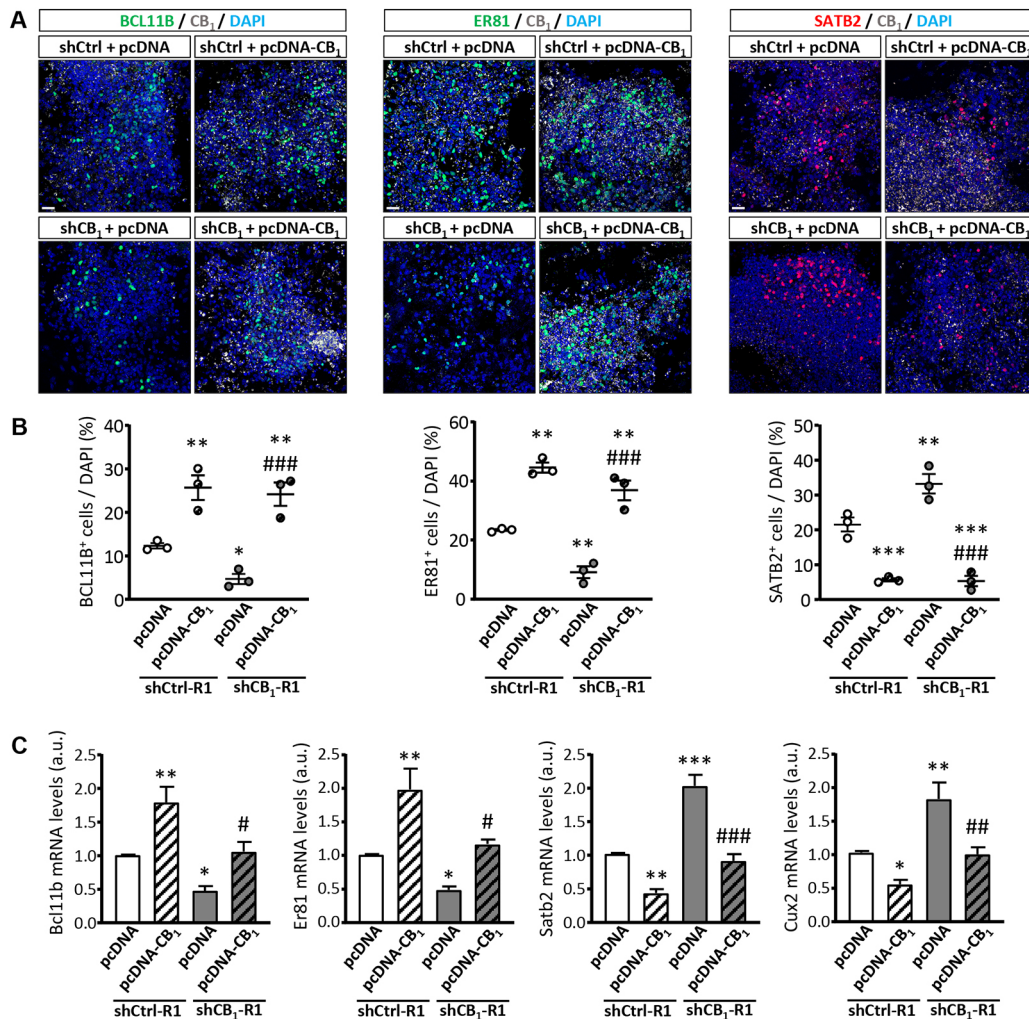 A
BCL11B / CB₁ / DAPI
ER81 / CB₁ / DAPI
SATB2 / CB₁ / DAPI
shCtrl + pcDNA
shCtrl + pcDNA-CB₁
shCtrl + pcDNA
shCtrl + pcDNA-CB₁
shCtrl + pcDNA
shCtrl + pcDNA-CB₁
shCB₁ + pcDNA
shCB₁ + pcDNA-CB₁
shCB₁ + pcDNA
shCB₁ + pcDNA-CB₁
shCB₁ + pcDNA
shCB₁ + pcDNA-CB₁
B
BCL11B⁺ cells / DAPI (%)
40
30
20
10
0
**
*
**
###
pcDNA
pcDNA-CB₁
pcDNA
pcDNA-CB₁
shCtrl-R1
shCB₁-R1
ER81⁺ cells / DAPI (%)
60
40
20
0
**
**
**
###
pcDNA
pcDNA-CB₁
pcDNA
pcDNA-CB₁
shCtrl-R1
shCB₁-R1
SATB2⁺ cells / DAPI (%)
50
40
30
20
10
0
***
**
***
###
pcDNA
pcDNA-CB₁
pcDNA
pcDNA-CB₁
shCtrl-R1
shCB₁-R1
C
Bcl11b mRNA levels (a.u.)
2.5
2.0
1.5
1.0
0.5
0.0
**
*
#
pcDNA
pcDNA-CB₁
pcDNA
pcDNA-CB₁
shCtrl-R1
shCB₁-R1
Er81 mRNA levels (a.u.)
2.5
2.0
1.5
1.0
0.5
0.0
**
*
#
pcDNA
pcDNA-CB₁
pcDNA
pcDNA-CB₁
shCtrl-R1
shCB₁-R1
Satb2 mRNA levels (a.u.)
2.5
2.0
1.5
1.0
0.5
0.0
**
***
###
pcDNA
pcDNA-CB₁
pcDNA
pcDNA-CB₁
shCtrl-R1
shCB₁-R1
Cux2 mRNA levels (a.u.)
2.5
2.0
1.5
1.0
0.5
0.0
*
**
##
pcDNA
pcDNA-CB₁
pcDNA
pcDNA-CB₁
shCtrl-R1
shCB₁-R1